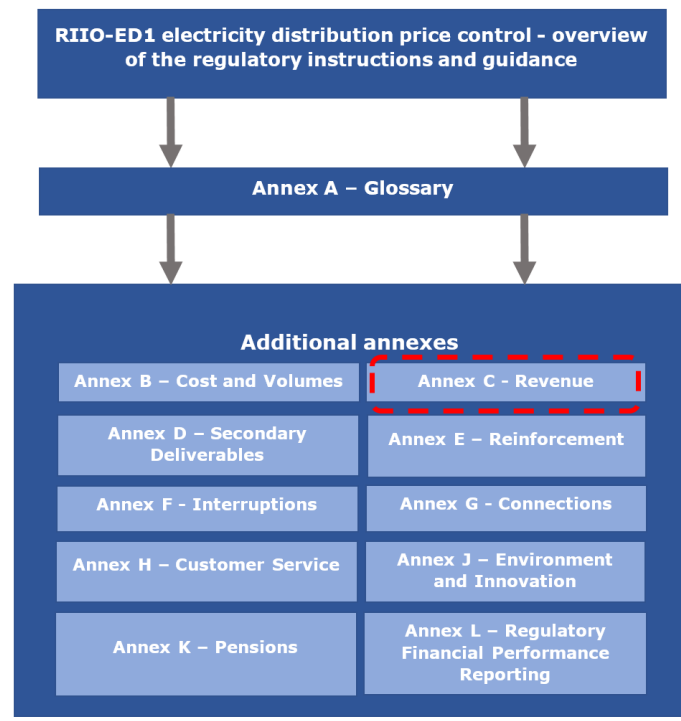 RIIO-ED1 electricity distribution price control - overview
of the regulatory instructions and guidance
Annex A – Glossary
Additional annexes
Annex B – Cost and Volumes
Annex C - Revenue
Annex D – Secondary
Deliverables
Annex E – Reinforcement
Annex F - Interruptions
Annex G - Connections
Annex H – Customer Service
Annex J – Environment
and Innovation
Annex K – Pensions
Annex L – Regulatory
Financial Performance
Reporting